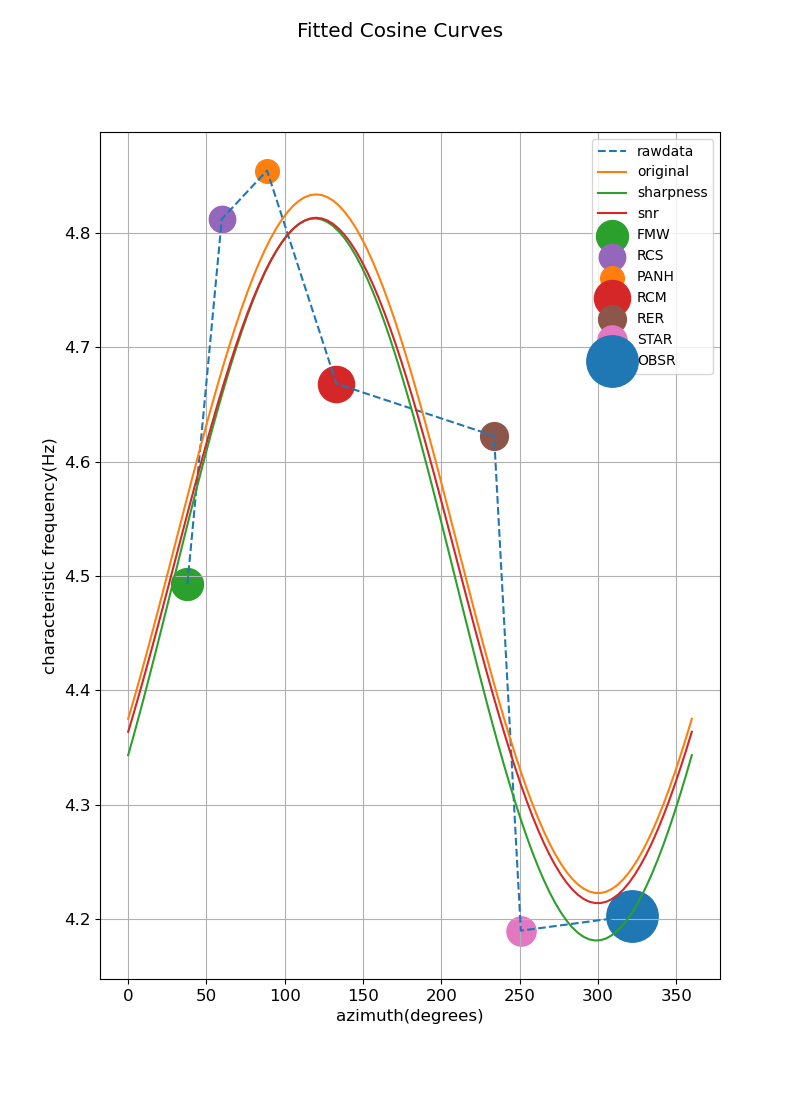 Fitted Cosine Curves
rawdata
original
sharpness
snr
FMW
RCS
PANH
RCM
RER
STAR
OBSR
characteristic frequency(Hz)
4.8
4.7
4.6
4.5
4.4
4.3
4.2
0 50 100 150 200 250 300 350
azimuth(degrees)